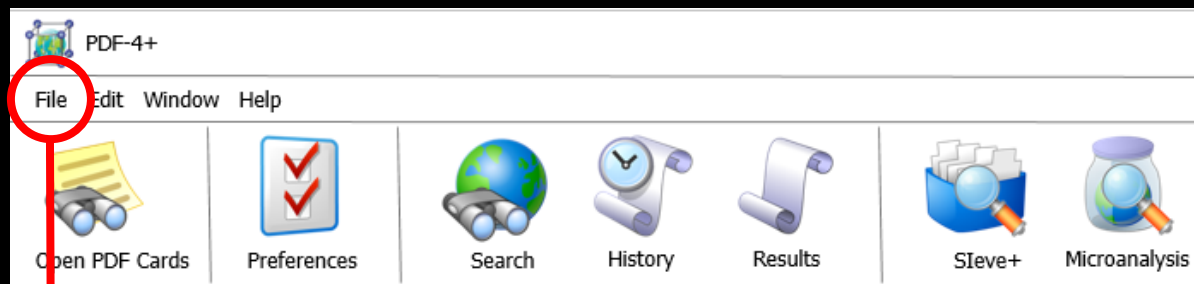 PDF-4+
File Edit Window Help
Open PDF Cards Preferences Search History Results SIeve+ Microanalysis